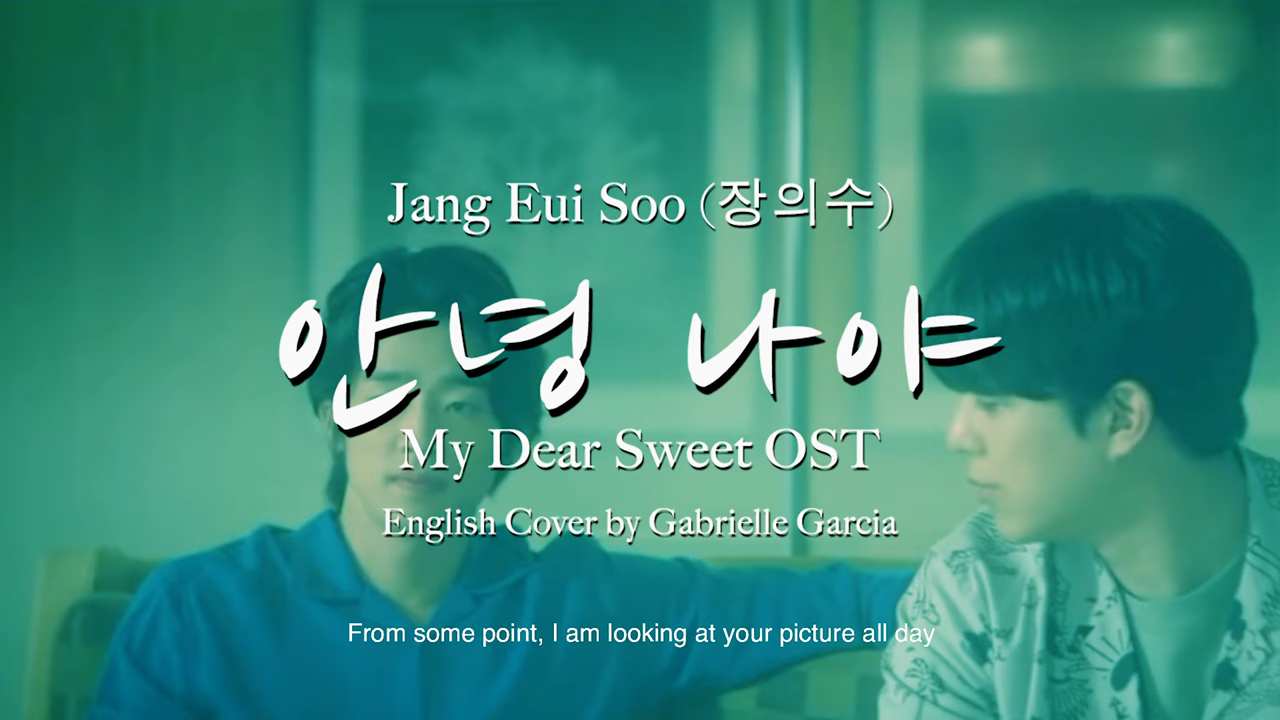 Jang Eui Soo (장의수)
안녕 나야
My Dear Sweet OST
English Cover by Gabrielle Garcia
From some point, I am looking at your picture all day